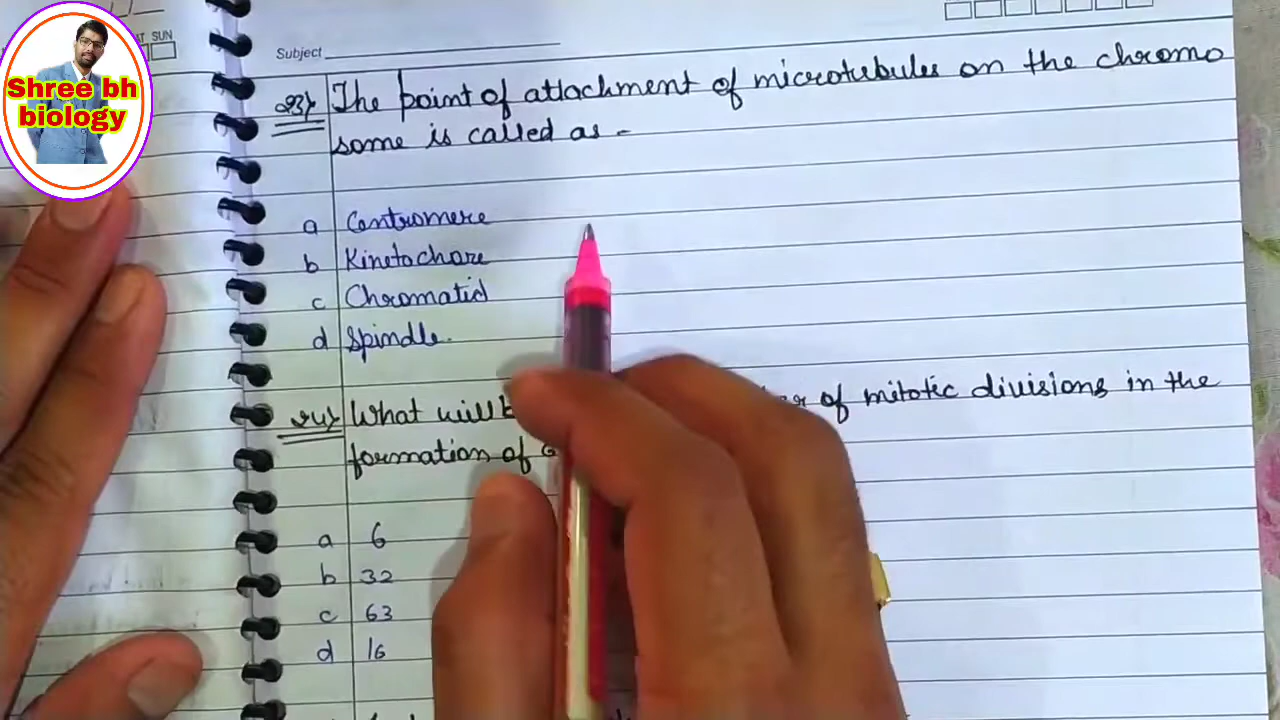 SUN
Shree bh
biology
Subject
23) The point of attachment of microtubules on the chromo
some is called as -
a Centromere
b Kinetochore
c Chromatid
d Spindle.
24) What will of mitotic divisions in the
formation of
a 6
b 32
c 63
d 16